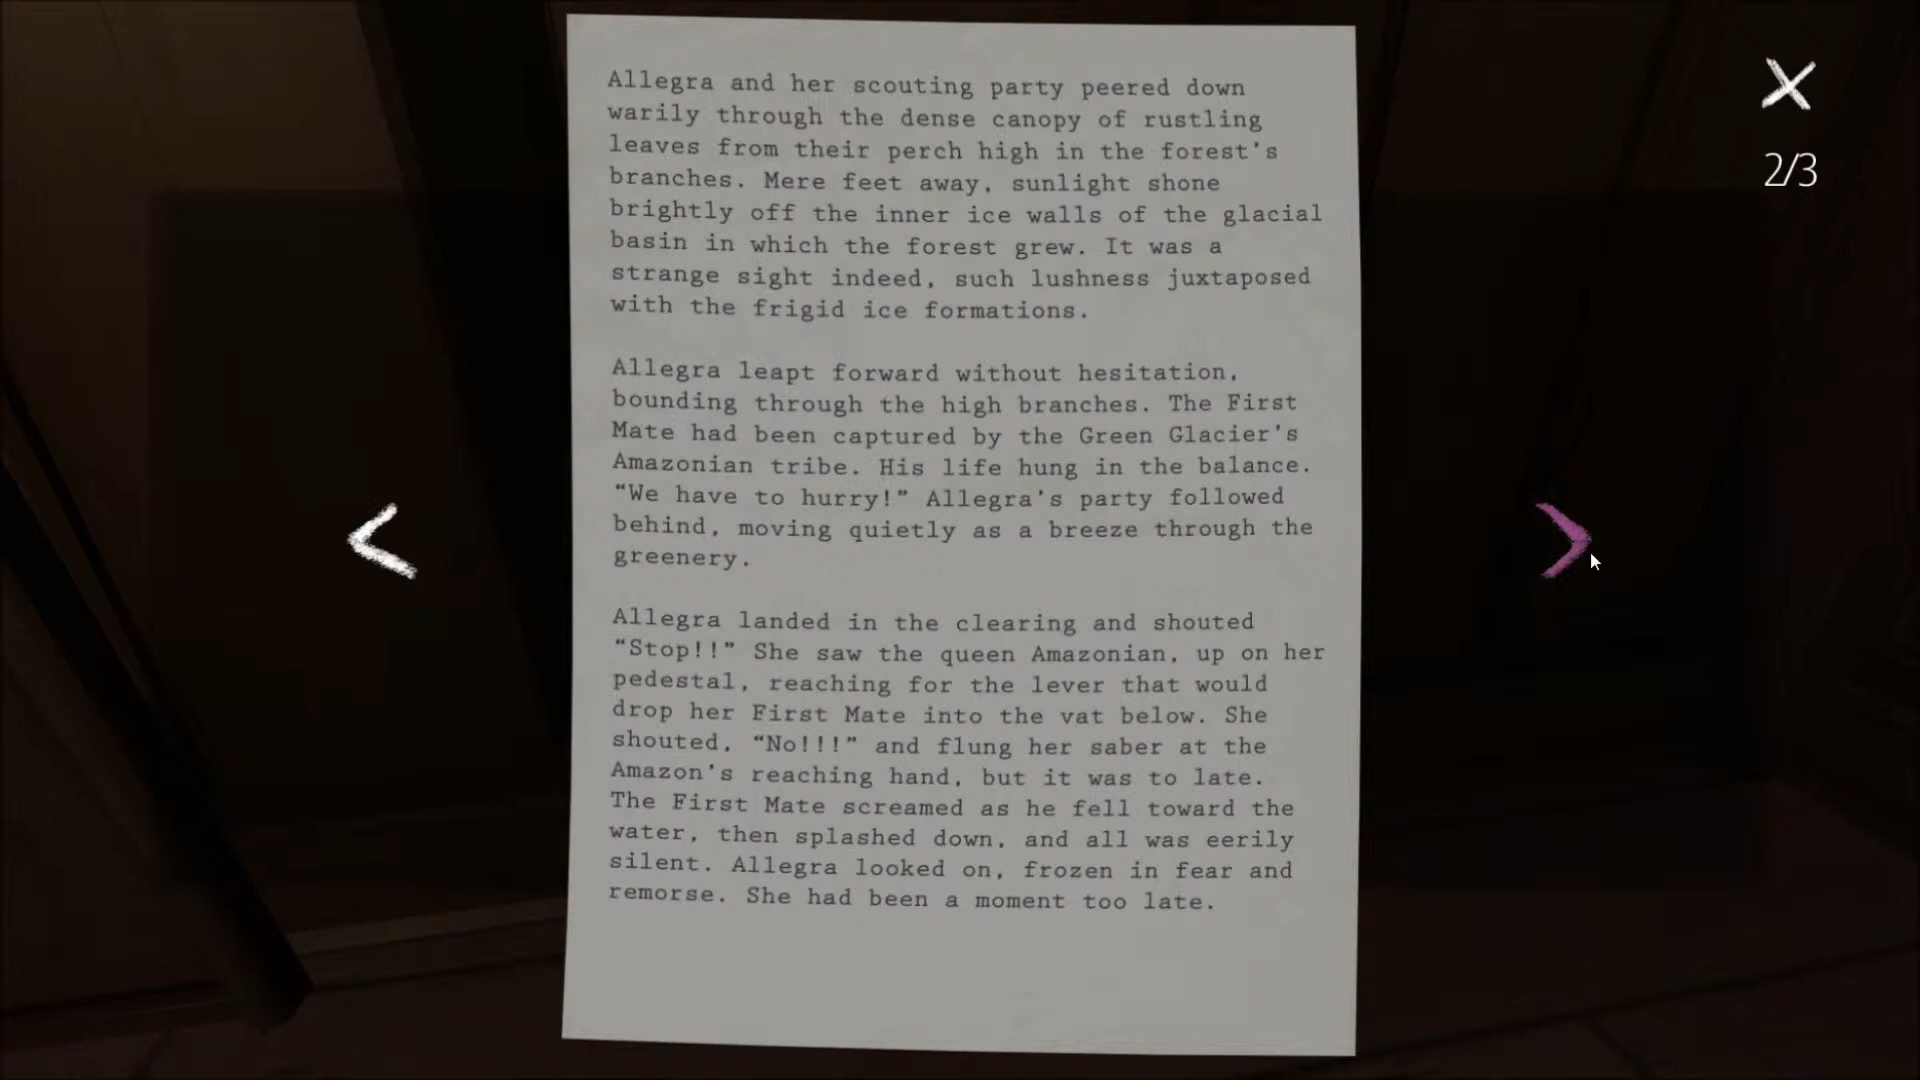 Allegra and her scouting party peered down
warily through the dense canopy of rustling
leaves from their perch high in the forest's
branches. Mere feet away, sunlight shone
brightly off the inner ice walls of the glacial
basin in which the forest grew. It was a
strange sight indeed, such lushness juxtaposed
with the frigid ice formations.
Allegra leapt forward without hesitation,
bounding through the high branches. The First
Mate had been captured by the Green Glacier's
Amazonian tribe. His life hung in the balance.
“We have to hurry!” Allegra's party followed
behind, moving quietly as a breeze through the
greenery.
Allegra landed in the clearing and shouted
“Stop!!” She saw the queen Amazonian, up on her
pedestal, reaching for the lever that would
drop her First Mate into the vat below. She
shouted, “No!!!” and flung her saber at the
Amazon's reaching hand, but it was to late.
The First Mate screamed as he fell toward the
water, then splashed down, and all was eerily
silent. Allegra looked on, frozen in fear and
remorse. She had been a moment too late.
2/3